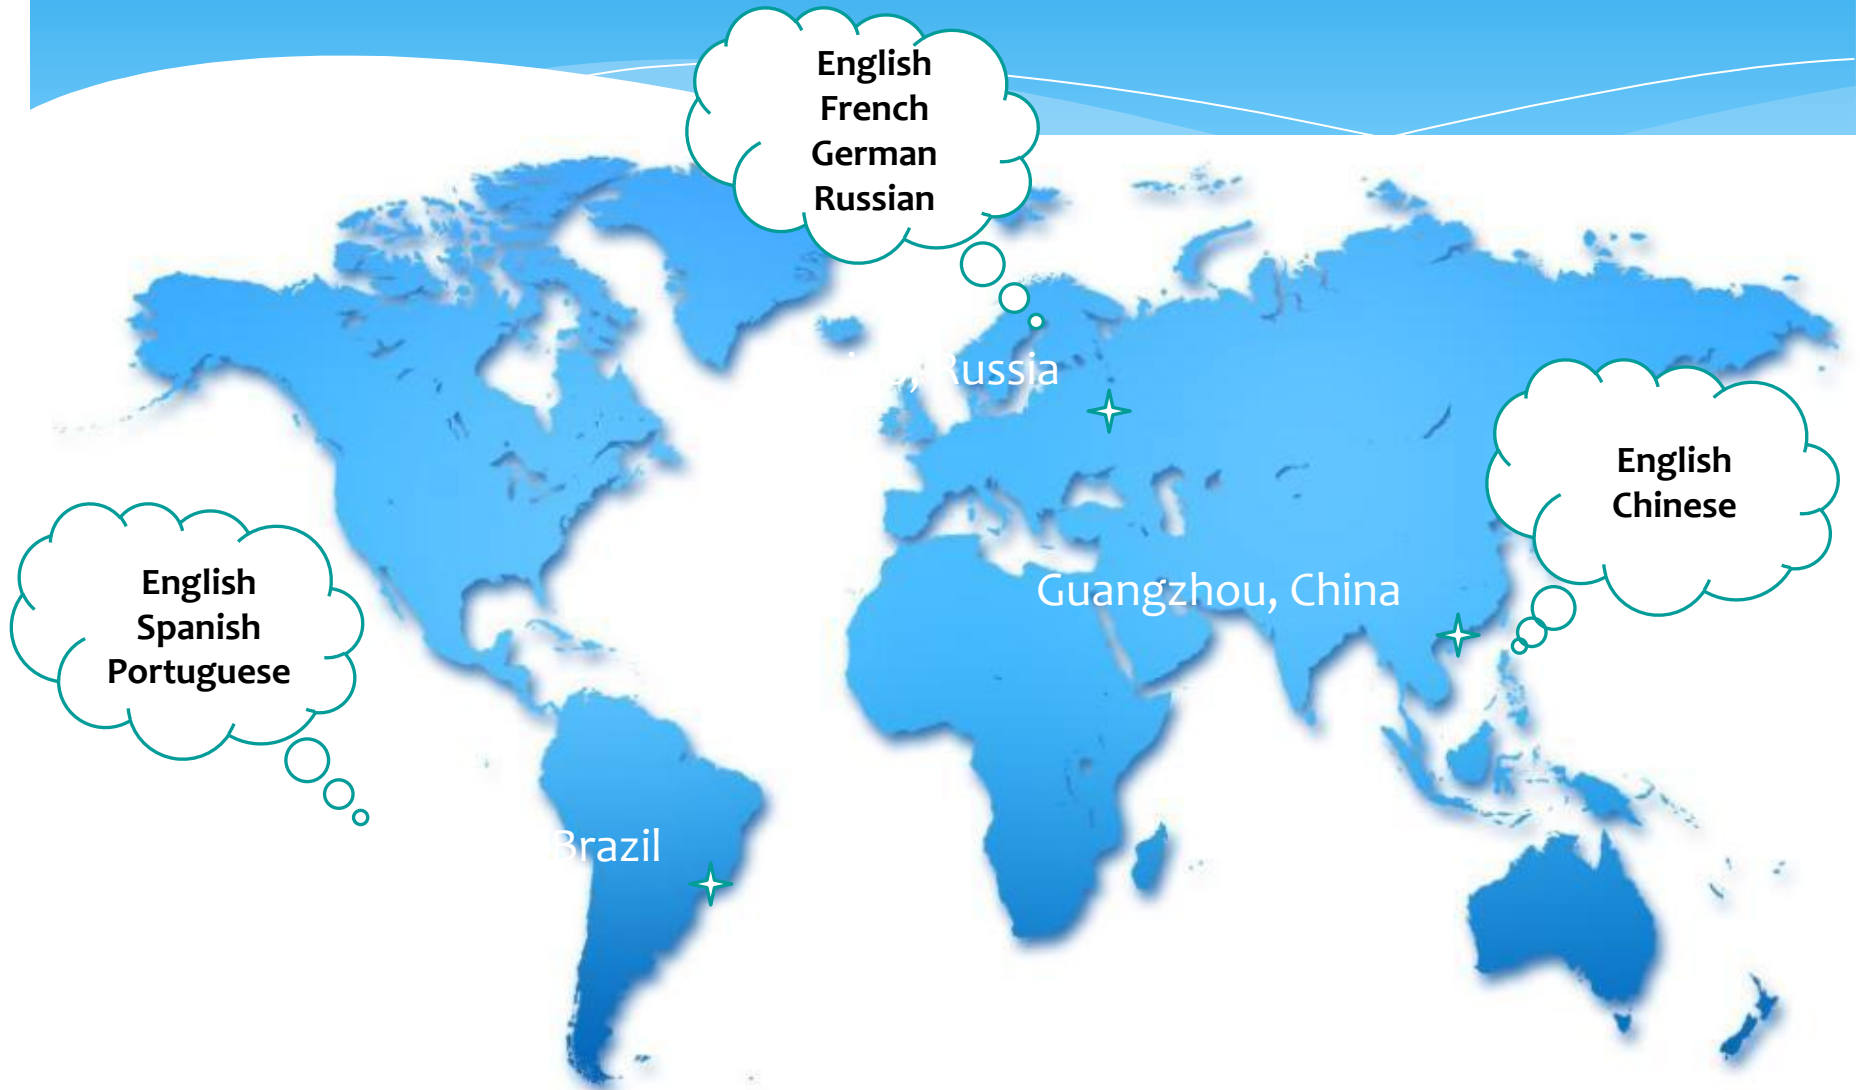 English
French
German
Russian
Russia
English
Chinese
Guangzhou, China
English
Spanish
Portuguese
Brazil